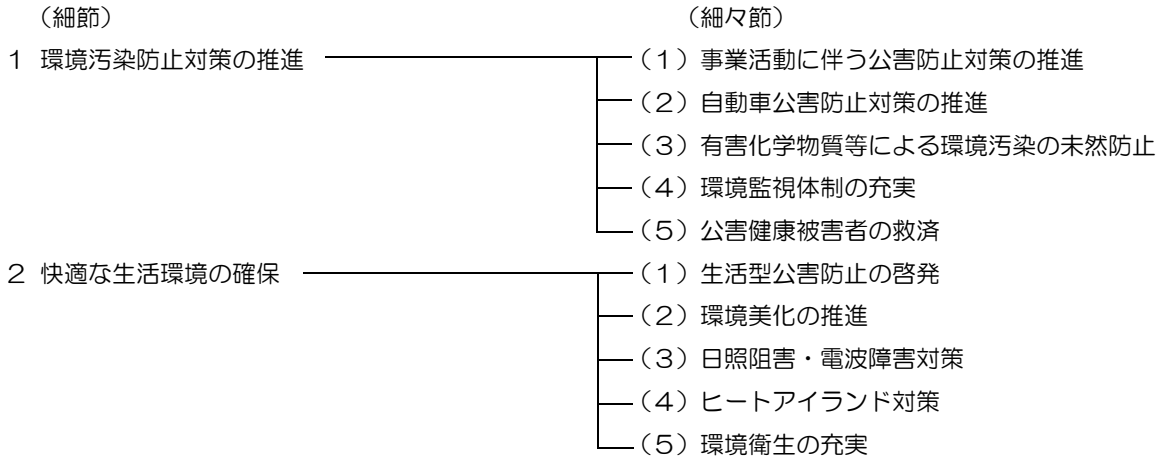 （細節） （細々節）
１ 環境汚染防止対策の推進 （１）事業活動に伴う公害防止対策の推進
（２）自動車公害防止対策の推進
（３）有害化学物質等による環境汚染の未然防止
（４）環境監視体制の充実
（５）公害健康被害者の救済
２ 快適な生活環境の確保 （１）生活型公害防止の啓発
（２）環境美化の推進
（３）日照阻害・電波障害対策
（４）ヒートアイランド対策
（５）環境衛生の充実